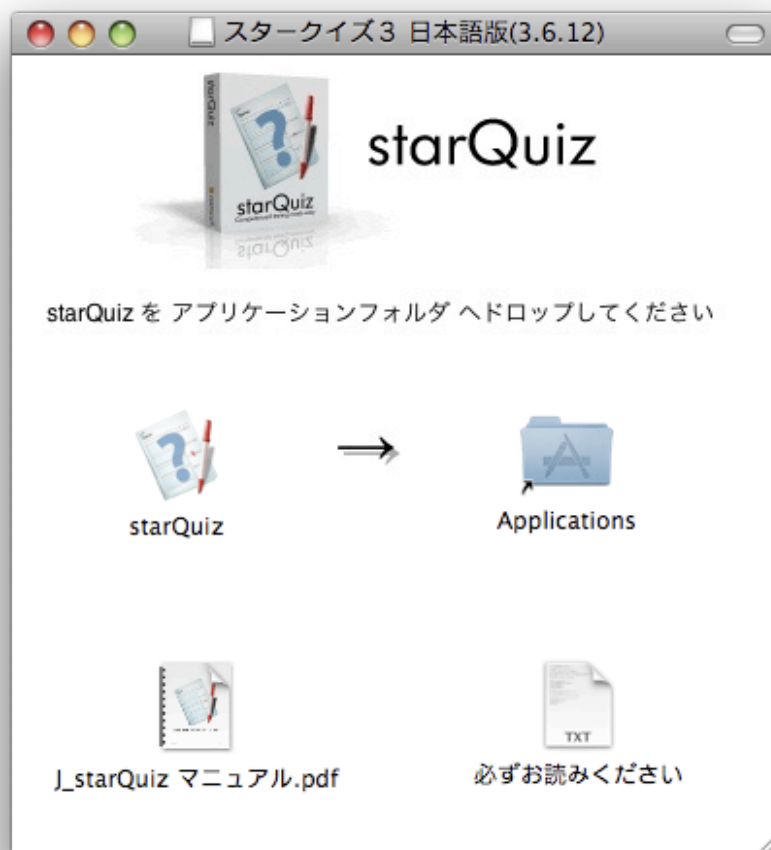 スタークイズ３ 日本語版(3.6.12)
starQuiz
starQuiz
starQuiz
starQuiz を アプリケーションフォルダ へドロップしてください
starQuiz
Applications
TXT
J_starQuiz マニュアル.pdf
必ずお読みください